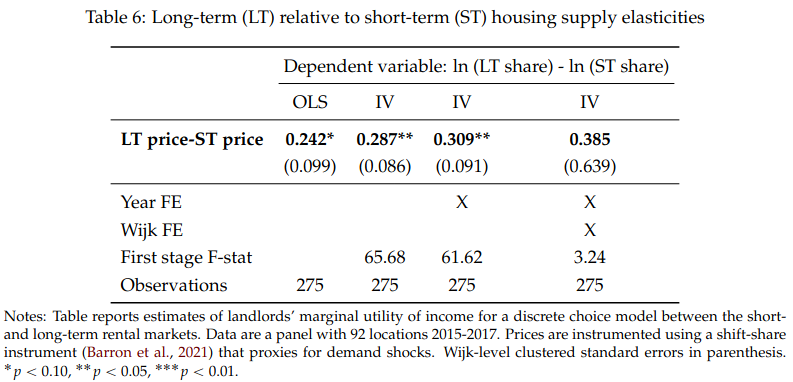 Table 6: Long-term (LT) relative to short-term (ST) housing supply elasticities
Dependent variable: ln (LT share) - ln (ST share)
OLS IV IV IV
LT price-ST price 0.242* 0.287** 0.309** 0.385
(0.099) (0.086) (0.091) (0.639)
Year FE X X
Wijk FE X
First stage F-stat 65.68 61.62 3.24
Observations 275 275 275 275
Notes: Table reports estimates of landlords' marginal utility of income for a discrete choice model between the short-
and long-term rental markets. Data are a panel with 92 locations 2015-2017. Prices are instrumented using a shift-share
instrument (Barron et al., 2021) that proxies for demand shocks. Wijk-level clustered standard errors in parenthesis.
*p < 0.10, **p < 0.05, ***p < 0.01.